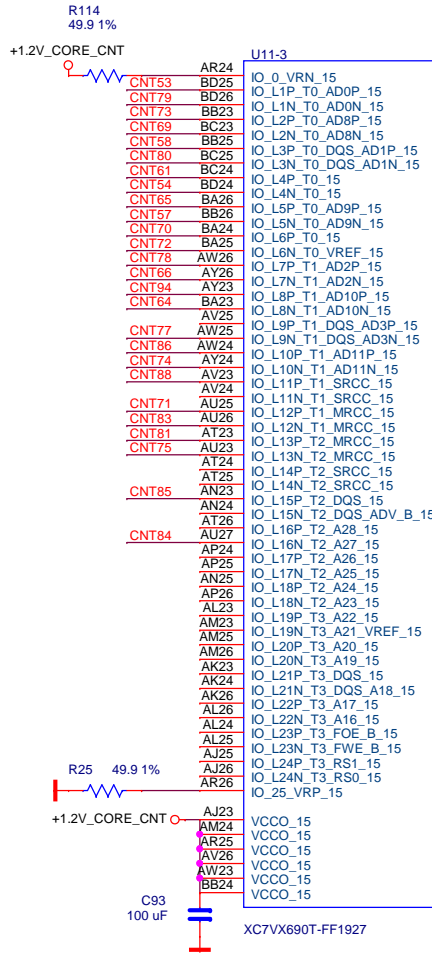 R114
49.9 1%
+1.2V_CORE_CNT
U11-3
AR24 IO_0_VRN_15
CNT53 BD25 IO_L1P_T0_AD0P_15
CNT79 BD26 IO_L1N_T0_AD0N_15
CNT73 BB23 IO_L2P_T0_AD8P_15
CNT69 BC23 IO_L2N_T0_AD8N_15
CNT58 BB25 IO_L3P_T0_DQS_AD1P_15
CNT80 BC25 IO_L3N_T0_DQS_AD1N_15
CNT61 BC24 IO_L4P_T0_15
CNT54 BD24 IO_L4N_T0_15
CNT65 BA26 IO_L5P_T0_AD9P_15
CNT57 BB26 IO_L5N_T0_AD9N_15
CNT70 BA24 IO_L6P_T0_15
CNT72 BA25 IO_L6N_T0_VREF_15
CNT78 AW26 IO_L7P_T1_AD2P_15
CNT66 AY26 IO_L7N_T1_AD2N_15
CNT94 AY23 IO_L8P_T1_AD10P_15
CNT64 BA23 IO_L8N_T1_AD10N_15
AV25 IO_L9P_T1_DQS_AD3P_15
CNT77 AW25 IO_L9N_T1_DQS_AD3N_15
CNT86 AW24 IO_L10P_T1_AD11P_15
CNT74 AY24 IO_L10N_T1_AD11N_15
CNT88 AV23 IO_L11P_T1_SRCC_15
AV24 IO_L11N_T1_SRCC_15
CNT71 AU25 IO_L12P_T1_MRCC_15
CNT83 AU26 IO_L12N_T1_MRCC_15
CNT81 AT23 IO_L13P_T2_MRCC_15
CNT75 AU23 IO_L13N_T2_MRCC_15
AT24 IO_L14P_T2_SRCC_15
AT25 IO_L14N_T2_SRCC_15
CNT85 AN23 IO_L15P_T2_DQS_15
AN24 IO_L15N_T2_DQS_ADV_B_15
AT26 IO_L16P_T2_A28_15
CNT84 AU27 IO_L16N_T2_A27_15
AP24 IO_L17P_T2_A26_15
AP25 IO_L17N_T2_A25_15
AN25 IO_L18P_T2_A24_15
AP26 IO_L18N_T2_A23_15
AL23 IO_L19P_T3_A22_15
AM23 IO_L19N_T3_A21_VREF_15
AM25 IO_L20P_T3_A20_15
AM26 IO_L20N_T3_A19_15
AK23 IO_L21P_T3_DQS_15
AK24 IO_L21N_T3_DQS_A18_15
AK26 IO_L22P_T3_A17_15
AL26 IO_L22N_T3_A16_15
AL24 IO_L23P_T3_FOE_B_15
AL25 IO_L23N_T3_FWE_B_15
AJ25 IO_L24P_T3_RS1_15
AJ26 IO_L24N_T3_RS0_15
R25 49.9 1% AR26 IO_25_VRP_15
+1.2V_CORE_CNT AJ23 VCCO_15
AM24 VCCO_15
AR25 VCCO_15
AV26 VCCO_15
AW23 VCCO_15
BB24 VCCO_15
C93
100 uF
XC7VX690T-FF1927